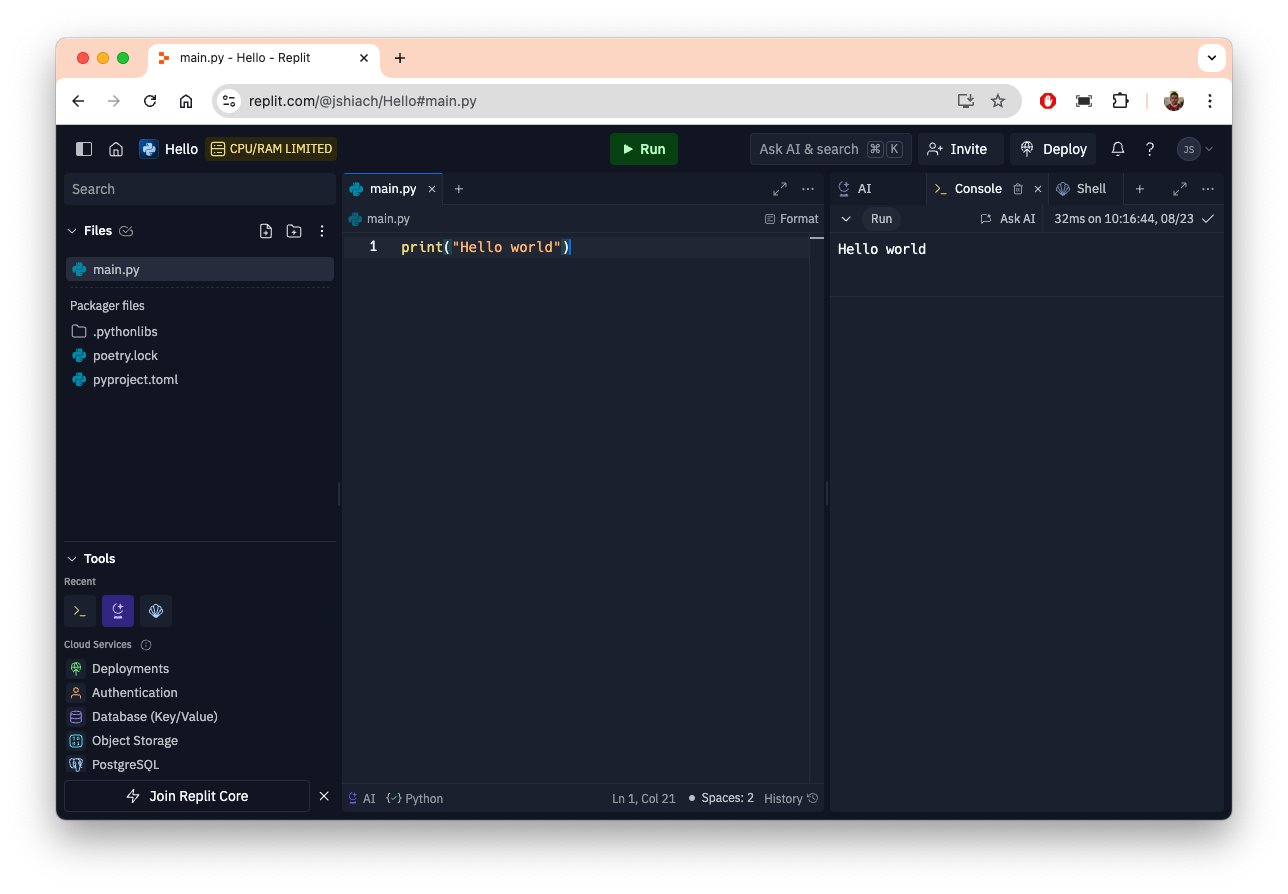 main.py - Hello - Replit
replit.com/@jshiach/Hello#main.py
Hello CPU/RAM LIMITED Run Ask AI & search ⌘ K Invite Deploy ? JS
Search
Files
main.py
Packager files
.pythonlibs
poetry.lock
pyproject.toml
Tools
Recent
Cloud Services
Deployments
Authentication
Database (Key/Value)
Object Storage
PostgreSQL
Join Replit Core
main.py
main.py Format
1 print("Hello world")
AI Python Ln 1, Col 21 Spaces: 2 History
AI Console Shell
Run Ask AI 32ms on 10:16:44, 08/23
Hello world